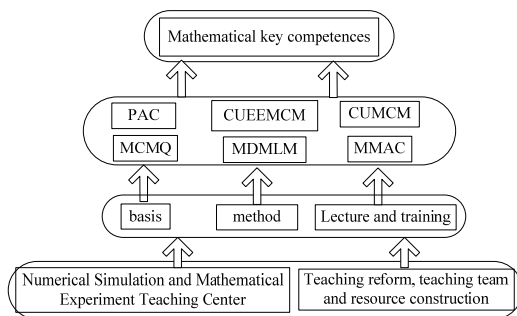 Mathematical key competences
PAC
CUEEMCM
CUMCM
MCMQ
MDMLM
MMAC
basis
method
Lecture and training
Numerical Simulation and Mathematical
Experiment Teaching Center
Teaching reform, teaching team
and resource construction